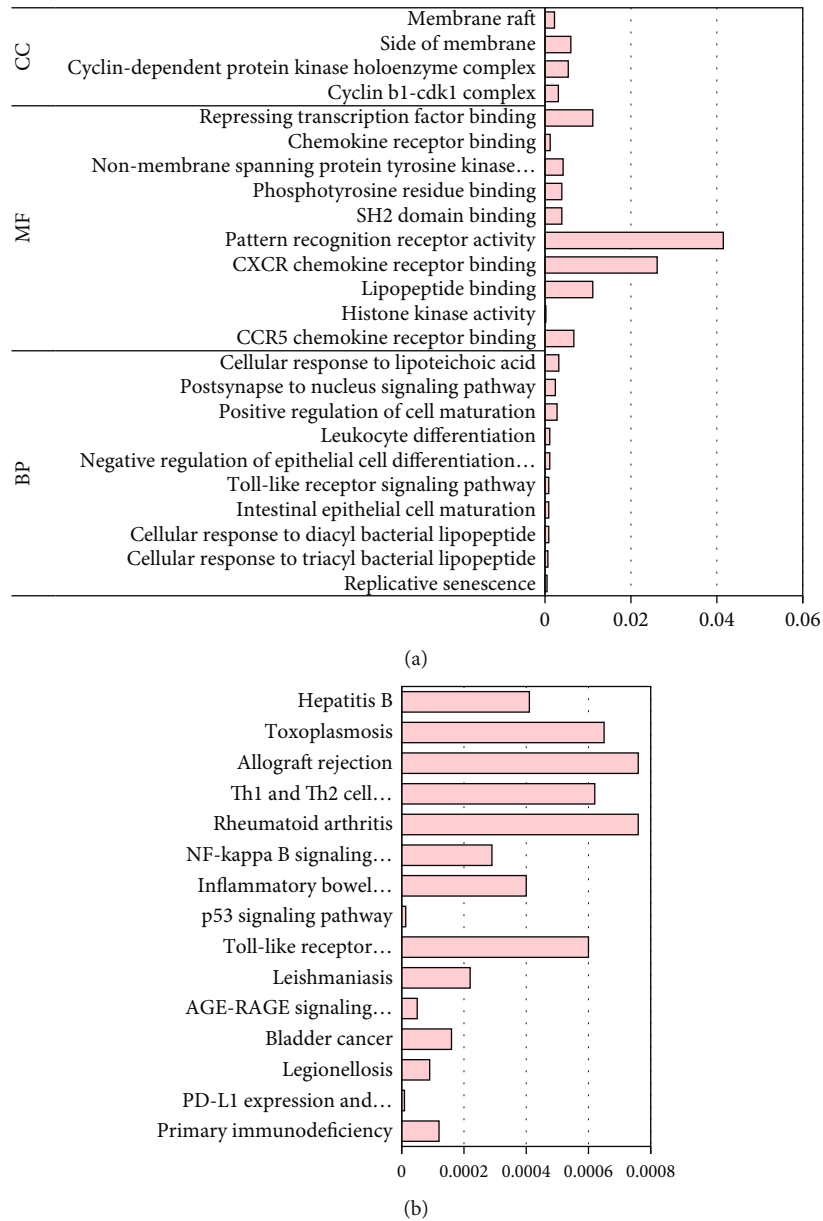 CC
Membrane raft
Side of membrane
Cyclin-dependent protein kinase holoenzyme complex
Cyclin b1-cdk1 complex
MF
Repressing transcription factor binding
Chemokine receptor binding
Non-membrane spanning protein tyrosine kinase…
Phosphotyrosine residue binding
SH2 domain binding
Pattern recognition receptor activity
CXCR chemokine receptor binding
Lipopeptide binding
Histone kinase activity
CCR5 chemokine receptor binding
BP
Cellular response to lipoteichoic acid
Postsynapse to nucleus signaling pathway
Positive regulation of cell maturation
Leukocyte differentiation
Negative regulation of epithelial cell differentiation…
Toll-like receptor signaling pathway
Intestinal epithelial cell maturation
Cellular response to diacyl bacterial lipopeptide
Cellular response to triacyl bacterial lipopeptide
Replicative senescence
0 0.02 0.04 0.06
(a)
Hepatitis B
Toxoplasmosis
Allograft rejection
Th1 and Th2 cell…
Rheumatoid arthritis
NF-kappa B signaling…
Inflammatory bowel…
p53 signaling pathway
Toll-like receptor…
Leishmaniasis
AGE-RAGE signaling…
Bladder cancer
Legionellosis
PD-L1 expression and…
Primary immunodeficiency
0 0.0002 0.0004 0.0006 0.0008
(b)